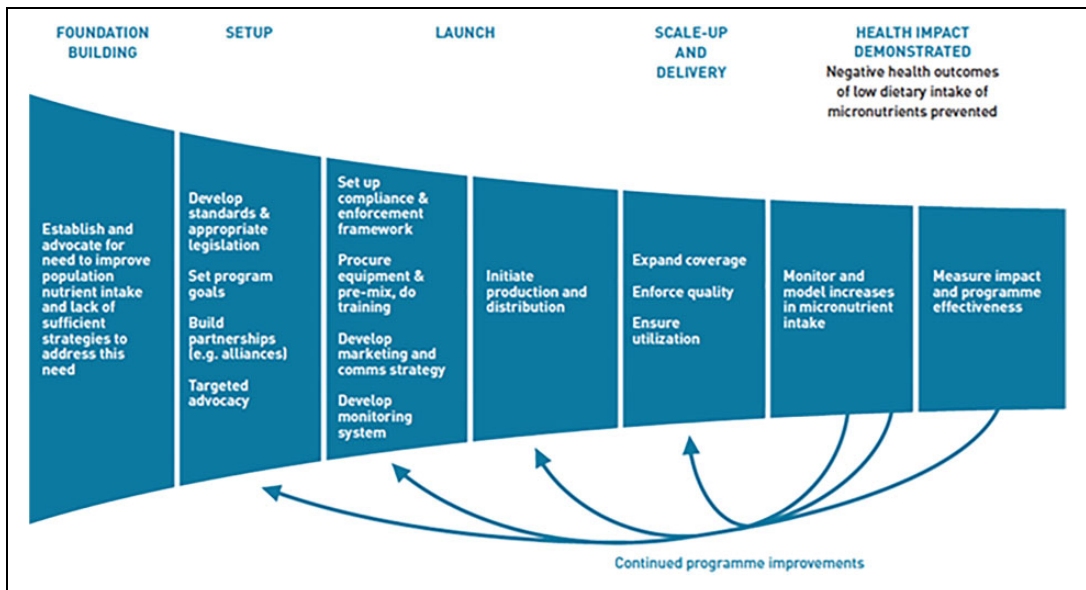 FOUNDATION
BUILDING
SETUP
LAUNCH
SCALE-UP
AND
DELIVERY
HEALTH IMPACT
DEMONSTRATED
Negative health outcomes
of low dietary intake of
micronutrients prevented
Establish and
advocate for
need to improve
population
nutrient intake
and lack of
sufficient
strategies to
address this
need
Develop
standards &
appropriate
legislation
Set program
goals
Build
partnerships
(e.g. alliances)
Targeted
advocacy
Set up
compliance &
enforcement
framework
Procure
equipment &
pre-mix, do
training
Develop
marketing and
comms strategy
Develop
monitoring
system
Initiate
production and
distribution
Expand coverage
Enforce quality
Ensure
utilization
Monitor and
model increases
in micronutrient
intake
Measure impact
and programme
effectiveness
Continued programme improvements